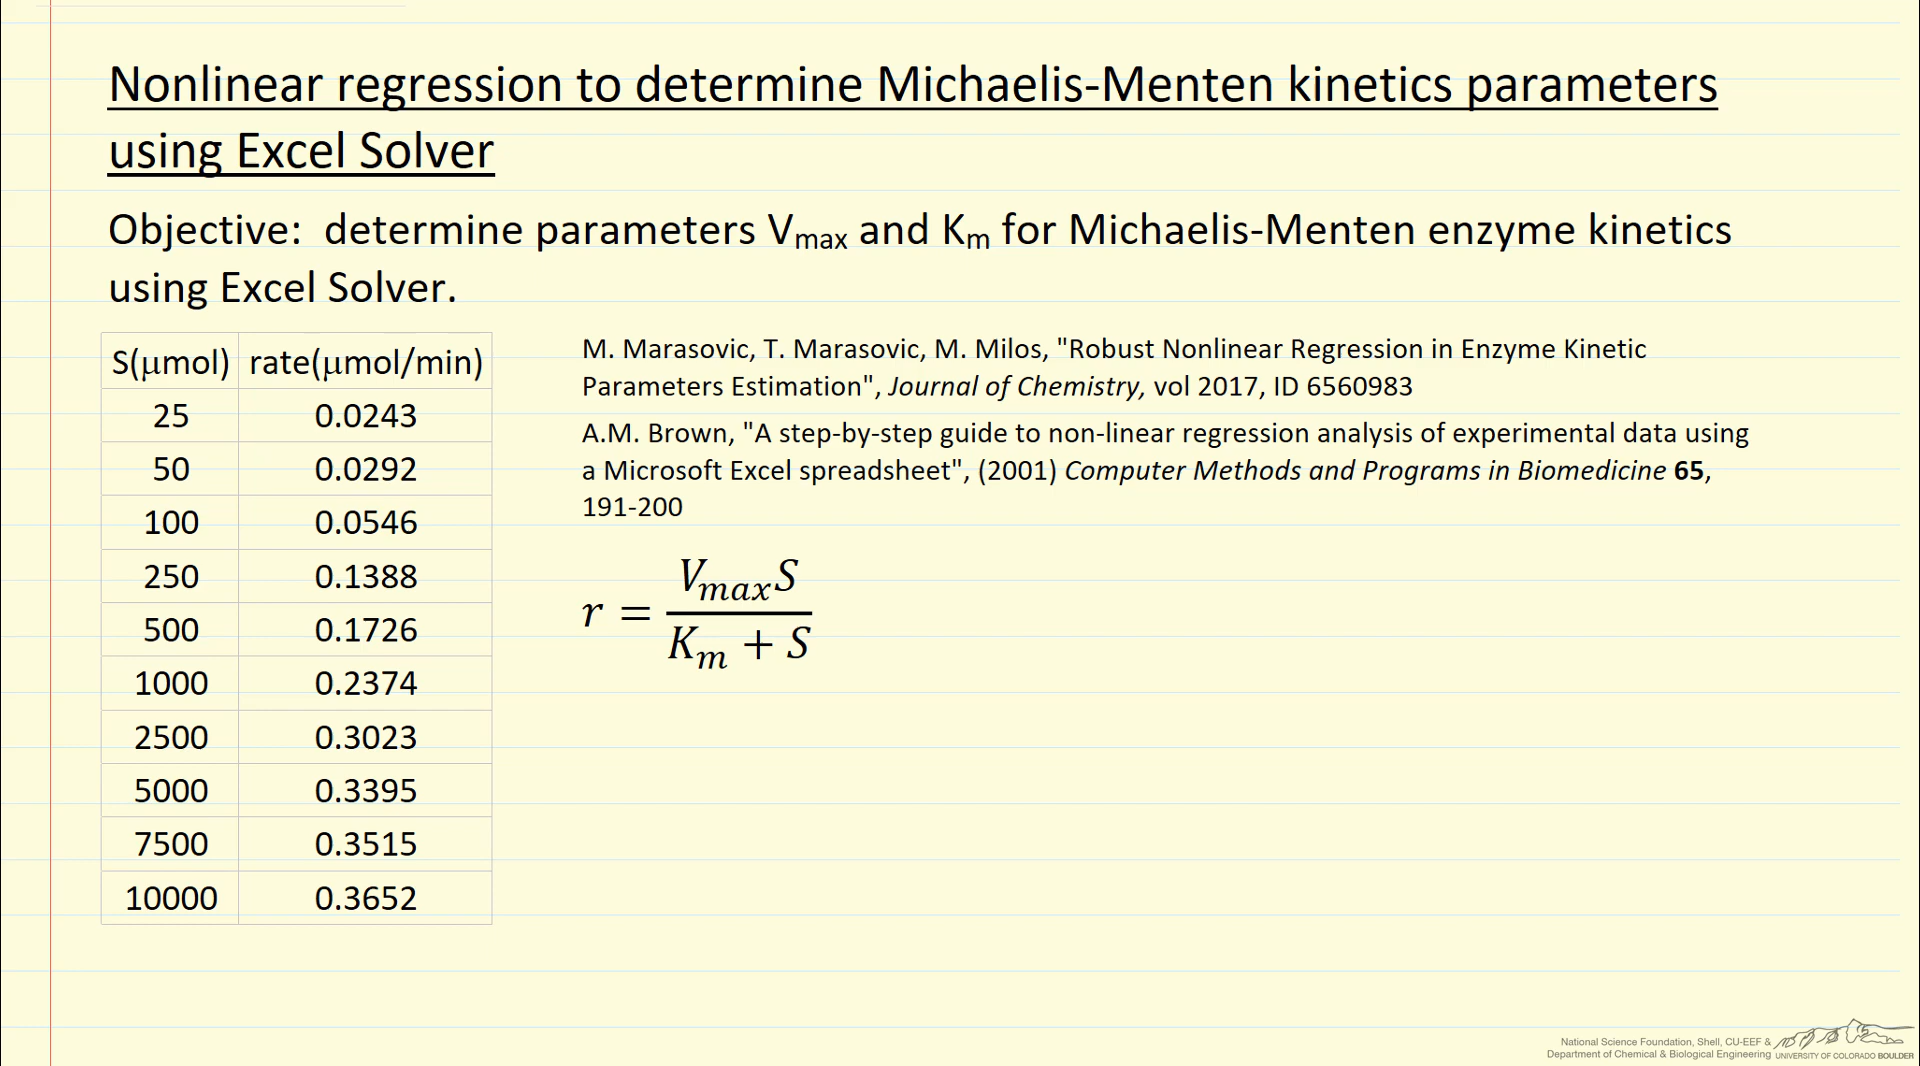 Nonlinear regression to determine Michaelis-Menten kinetics parameters
using Excel Solver
Objective: determine parameters Vmax and Km for Michaelis-Menten enzyme kinetics
using Excel Solver.
S(μmol) rate(μmol/min)
25 0.0243
50 0.0292
100 0.0546
250 0.1388
500 0.1726
1000 0.2374
2500 0.3023
5000 0.3395
7500 0.3515
10000 0.3652
M. Marasovic, T. Marasovic, M. Milos, "Robust Nonlinear Regression in Enzyme Kinetic
Parameters Estimation", Journal of Chemistry, vol 2017, ID 6560983
A.M. Brown, "A step-by-step guide to non-linear regression analysis of experimental data using
a Microsoft Excel spreadsheet", (2001) Computer Methods and Programs in Biomedicine 65,
191-200
r = VmaxS / Km + S
National Science Foundation, Shell, CU-EEF &
Department of Chemical & Biological Engineering UNIVERSITY OF COLORADO BOULDER